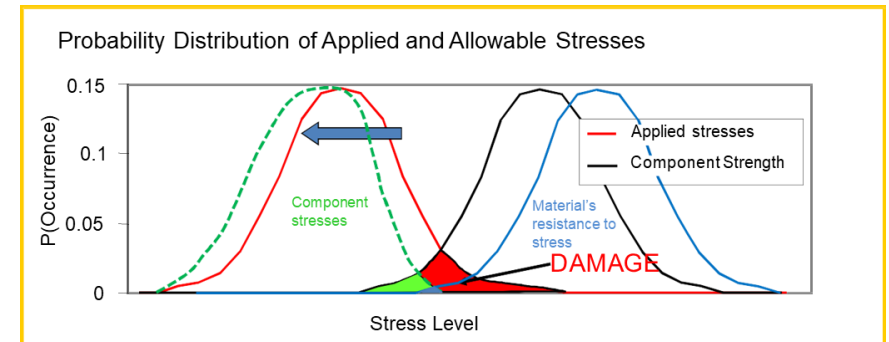 Probability Distribution of Applied and Allowable Stresses
P(Occurrence)
0.15
0.1
0.05
0
Applied stresses
Component Strength
Component
stresses
Material's
resistance to
stress
DAMAGE
Stress Level